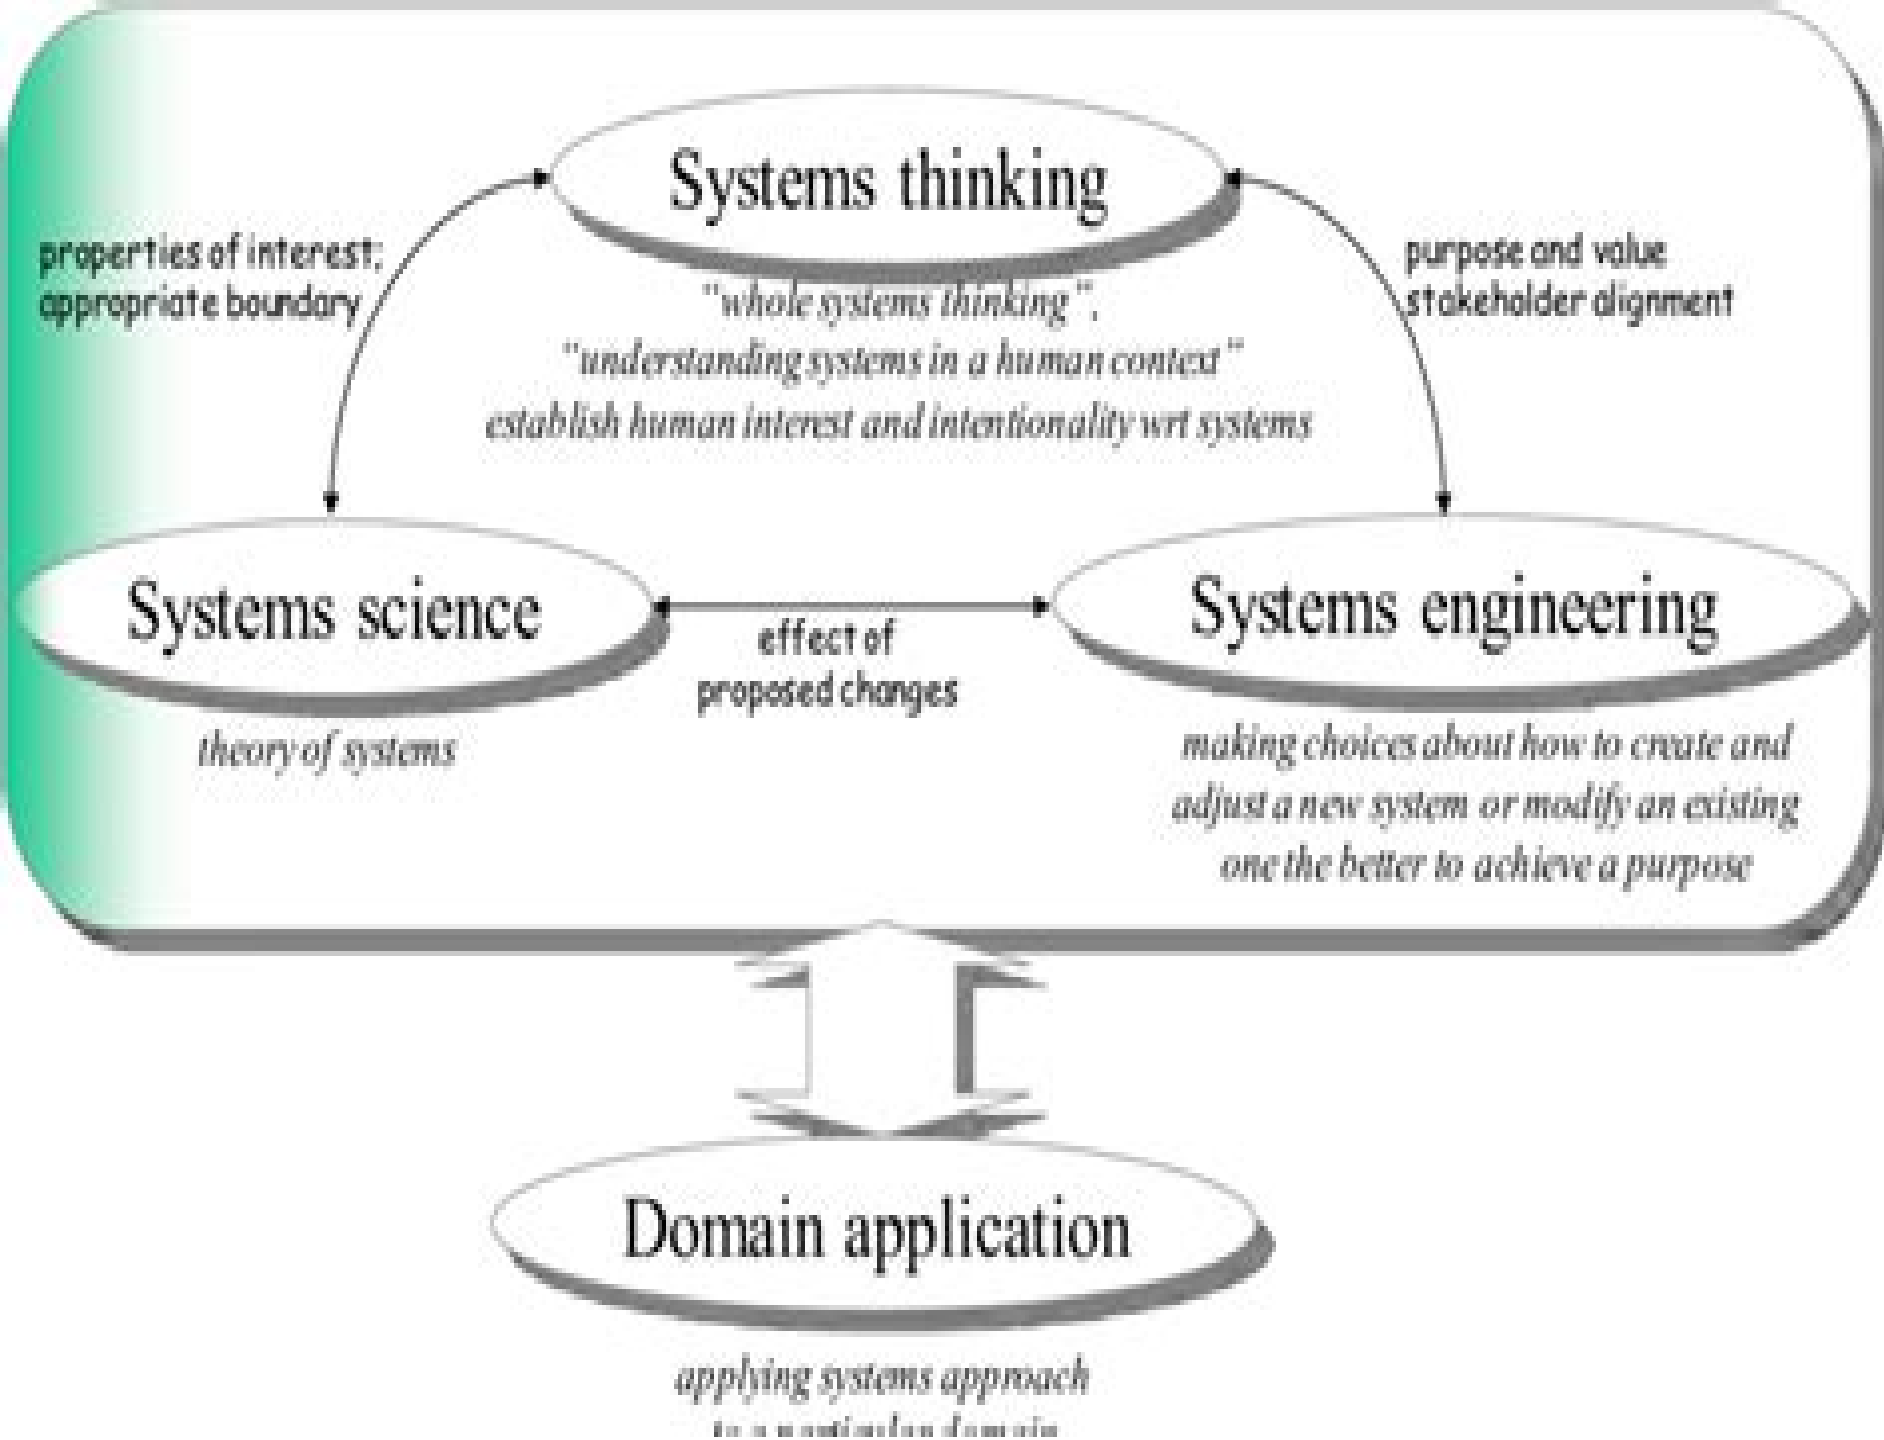 Systems thinking
properties of interest;
appropriate boundary
purpose and value
stakeholder alignment
"whole systems thinking",
"understanding systems in a human context"
establish human interest and intentionality wrt systems
Systems science
effect of
proposed changes
Systems engineering
theory of systems
making choices about how to create and
adjust a new system or modify an existing
one the better to achieve a purpose
Domain application
applying systems approach
to a particular domain